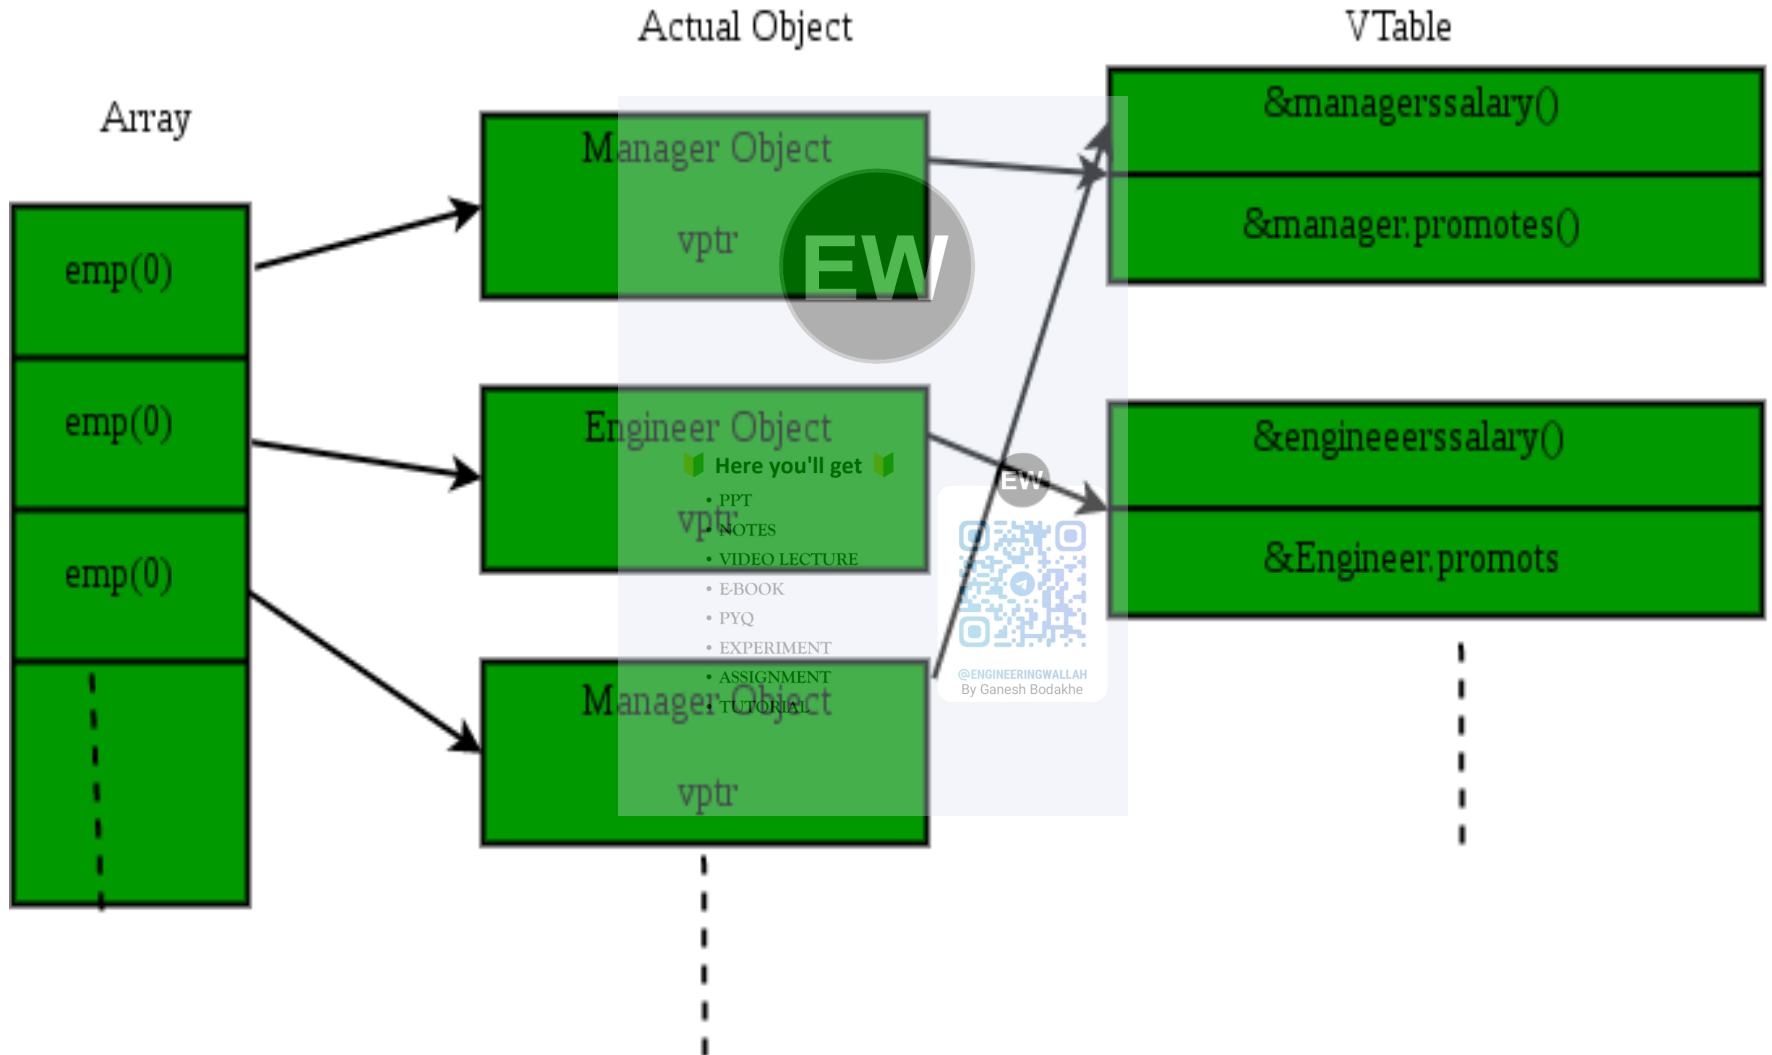 Actual Object
VTable
Array
&managerssalary()
&manager.promotes()
Manager Object
vptr
EW
emp(0)
emp(0)
emp(0)
Engineer Object
vptr
&engineeerssalary()
&Engineer.promots
Here you'll get
• PPT
• NOTES
• VIDEO LECTURE
• E-BOOK
• PYQ
• EXPERIMENT
• ASSIGNMENT
• TUTORIAL
EW
@ENGINEERINGWALLAH
By Ganesh Bodakhe
Manager Object
vptr